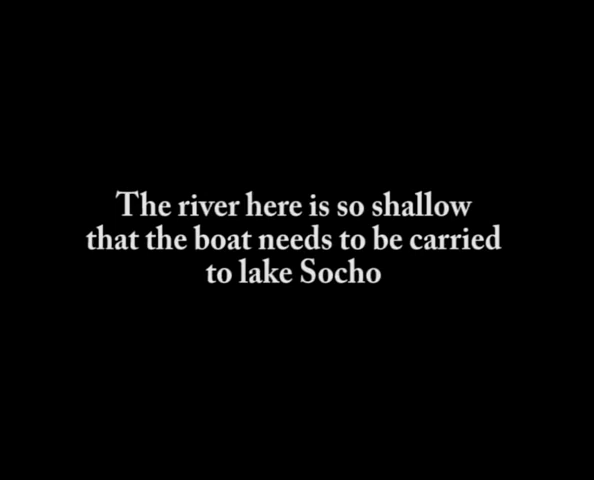 The river here is so shallow
that the boat needs to be carried
to lake Socho